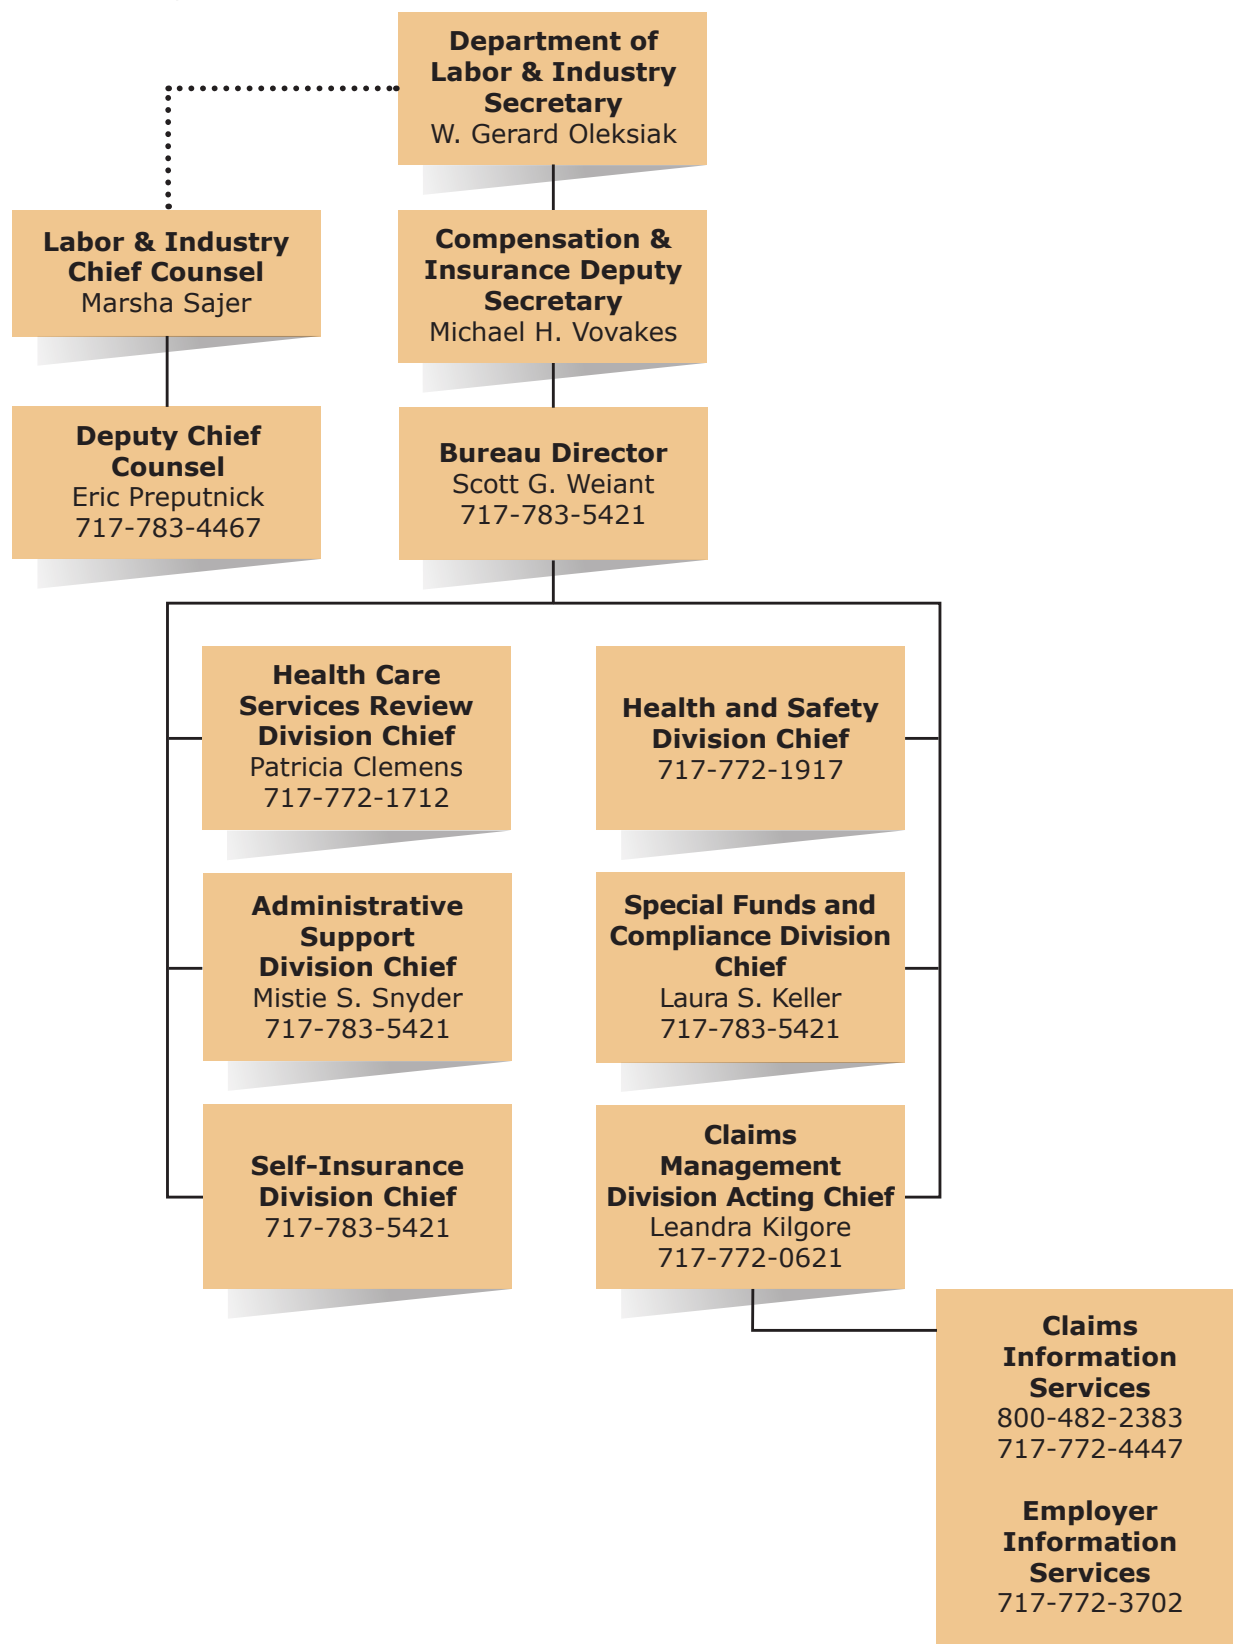 Department of
Labor & Industry
Secretary
W. Gerard Oleksiak
Labor & Industry
Chief Counsel
Marsha Sajer
Compensation &
Insurance Deputy
Secretary
Michael H. Vovakes
Deputy Chief
Counsel
Eric Preputnick
717-783-4467
Bureau Director
Scott G. Weiant
717-783-5421
Health Care
Services Review
Division Chief
Patricia Clemens
717-772-1712
Health and Safety
Division Chief
717-772-1917
Administrative
Support
Division Chief
Mistie S. Snyder
717-783-5421
Special Funds and
Compliance Division
Chief
Laura S. Keller
717-783-5421
Self-Insurance
Division Chief
717-783-5421
Claims
Management
Division Acting Chief
Leandra Kilgore
717-772-0621
Claims
Information
Services
800-482-2383
717-772-4447
Employer
Information
Services
717-772-3702